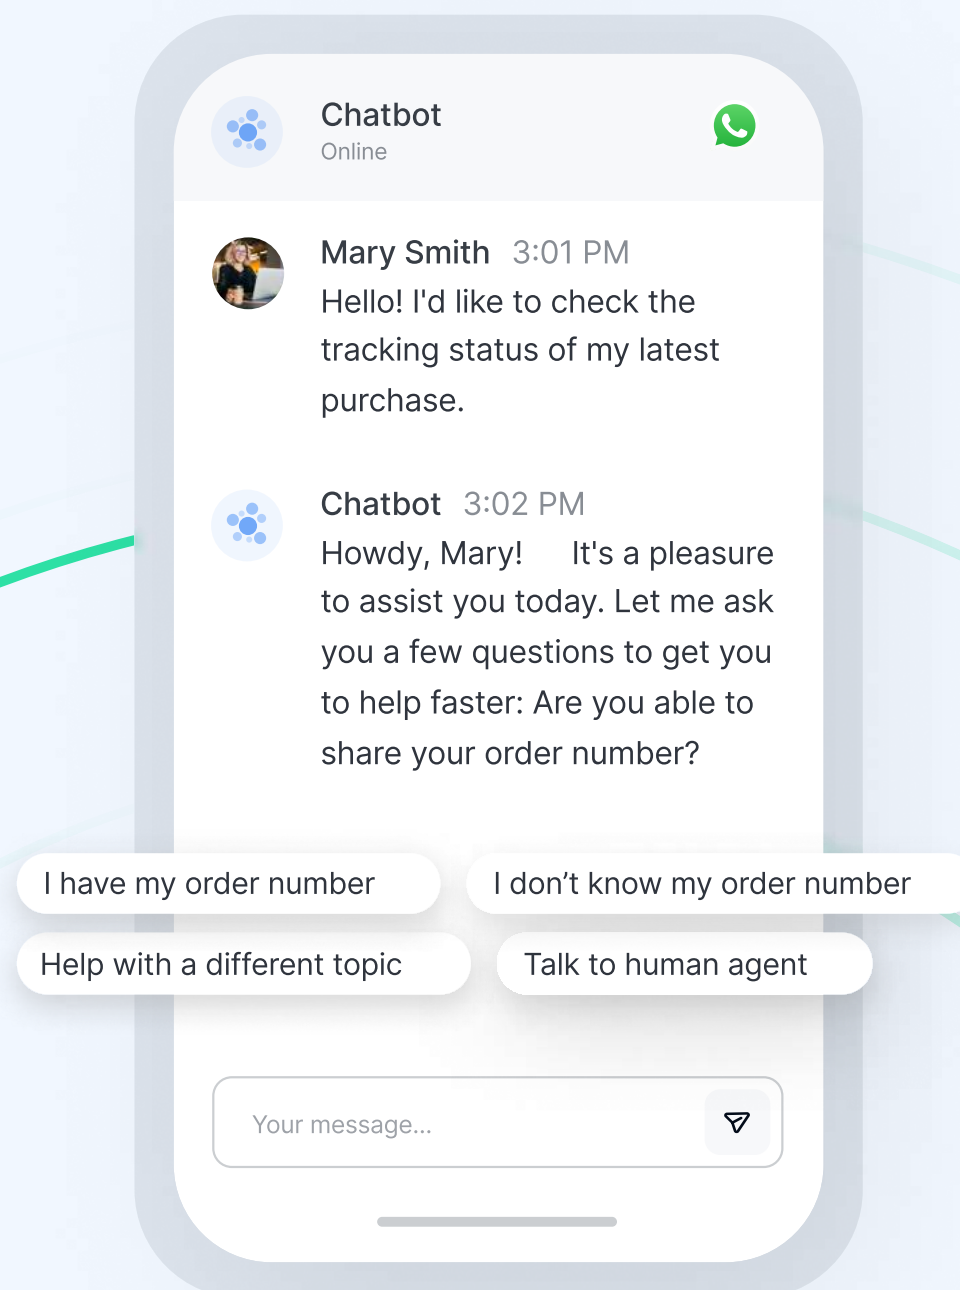 Chatbot
Online
Mary Smith 3:01 PM
Hello! I'd like to check the
tracking status of my latest
purchase.
Chatbot 3:02 PM
Howdy, Mary! It's a pleasure
to assist you today. Let me ask
you a few questions to get you
to help faster: Are you able to
share your order number?
I have my order number
I don’t know my order number
Help with a different topic
Talk to human agent
Your message...